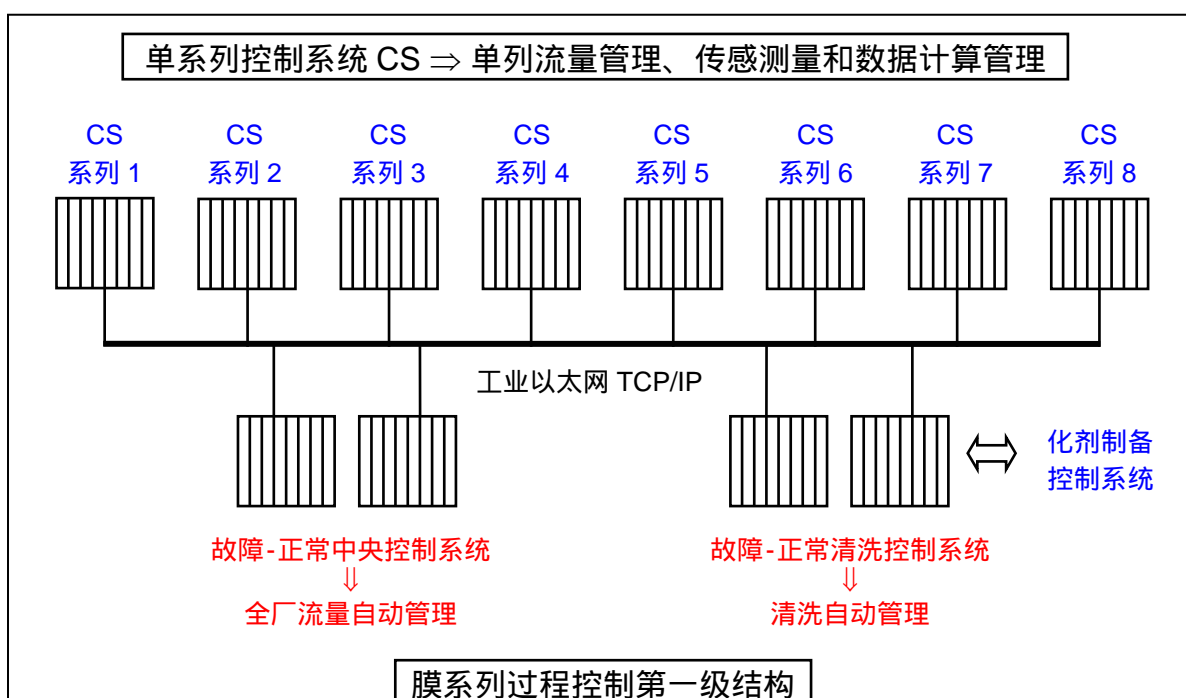 单系列控制系统 CS ⇒ 单列流量管理、传感测量和数据计算管理
CS CS CS CS CS CS CS CS
系列 1 系列 2 系列 3 系列 4 系列 5 系列 6 系列 7 系列 8
工业以太网 TCP/IP
化剂制备
控制系统
故障-正常中央控制系统 故障-正常清洗控制系统
⇓ ⇓
全厂流量自动管理 清洗自动管理
膜系列过程控制第一级结构